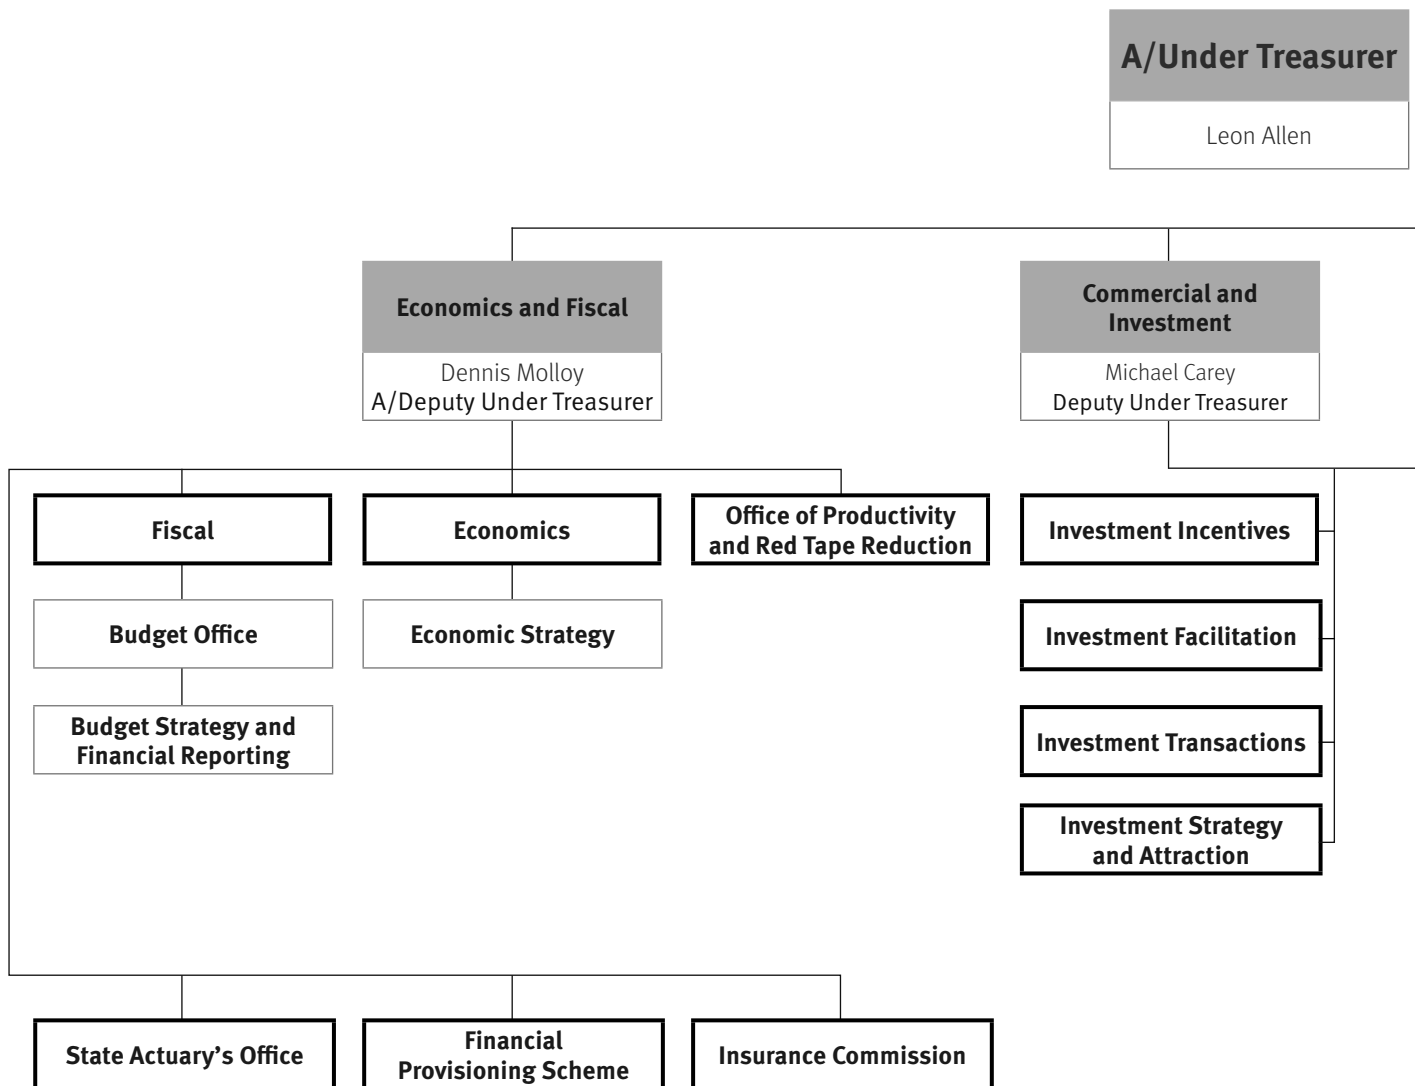 A/Under Treasurer
Leon Allen
Economics and Fiscal
Dennis Molloy
A/Deputy Under Treasurer
Commercial and
Investment
Michael Carey
Deputy Under Treasurer
Fiscal
Economics
Office of Productivity
and Red Tape Reduction
Investment Incentives
Budget Office
Economic Strategy
Investment Facilitation
Budget Strategy and
Financial Reporting
Investment Transactions
Investment Strategy
and Attraction
State Actuary’s Office
Financial
Provisioning Scheme
Insurance Commission